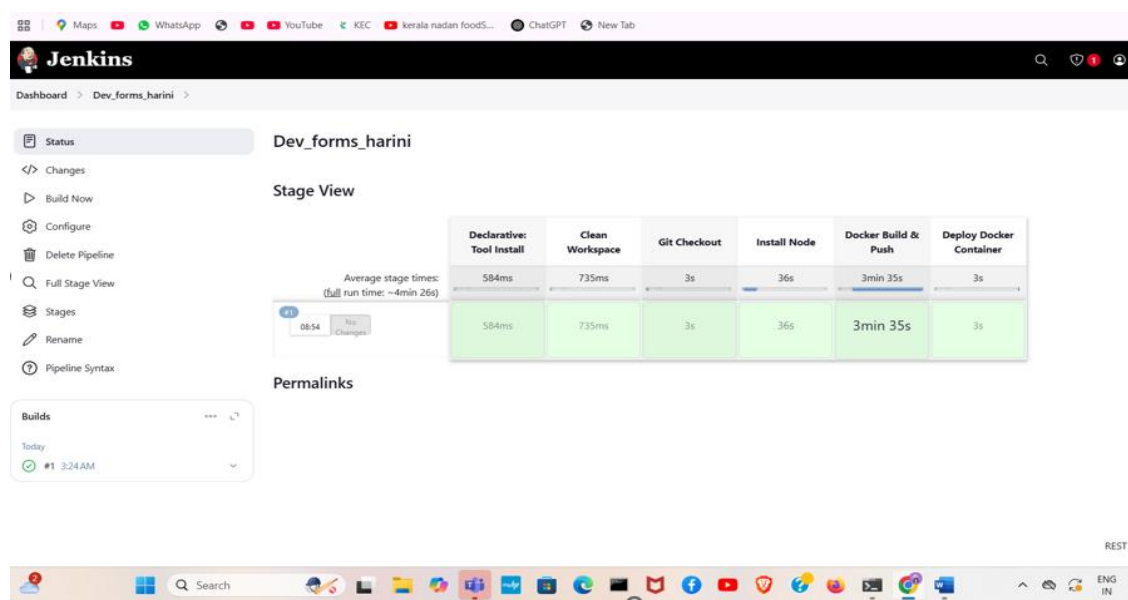 Maps WhatsApp YouTube KEC kerala nadan foodS... ChatGPT New Tab
Jenkins
1
Dashboard > Dev_forms_harini >
Status
Changes
Build Now
Configure
Delete Pipeline
Full Stage View
Stages
Rename
Pipeline Syntax
Builds
Today
#1 3:24 AM
Dev_forms_harini
Stage View
Declarative: Tool Install
Clean Workspace
Git Checkout
Install Node
Docker Build & Push
Deploy Docker Container
Average stage times: 584ms 735ms 3s 36s 3min 35s 3s
(full run time: ~4min 26s)
#1
08:54 No Changes 584ms 735ms 3s 36s 3min 35s 3s
Permalinks
REST
2
Search
ENG
IN